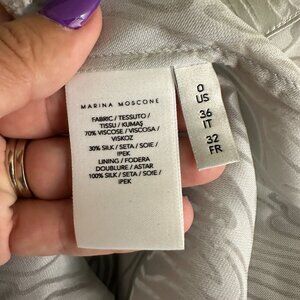 MARINA MOSCONE
FABRIC / TESSUTO /
TISSU / KUMAŞ
70% VISCOSE / VISCOSA /
VISKOZ
30% SILK / SETA / SOIE /
IPEK
LINING / FODERA
DOUBLURE / ASTAR
100% SILK / SETA / SOIE /
IPEK
0
US
36
IT
32
FR